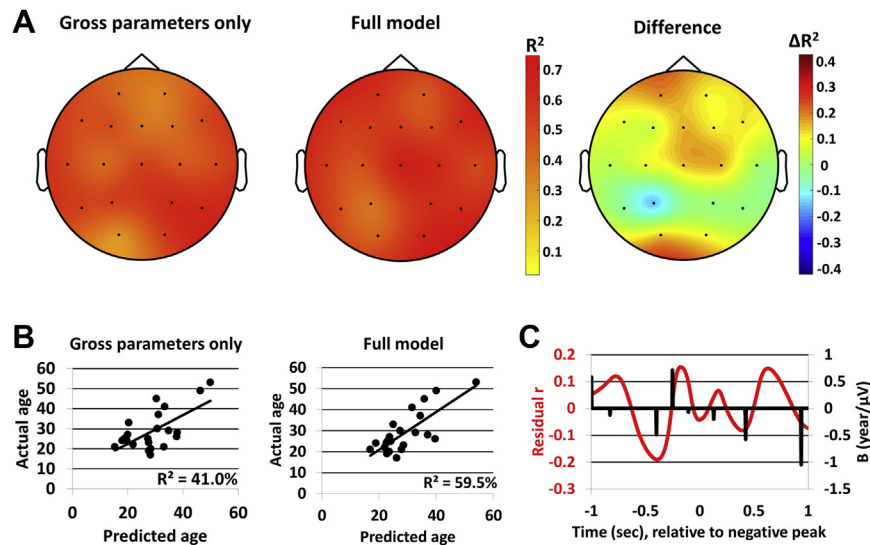 A
Gross parameters only
Full model
R²
0.7
0.6
0.5
0.4
0.3
0.2
0.1
Difference
ΔR²
0.4
0.3
0.2
0.1
0
-0.1
-0.2
-0.3
-0.4
B
Gross parameters only
Actual age
60
50
40
30
20
10
0
R² = 41.0%
0 20 40 60
Predicted age
Full model
Actual age
60
50
40
30
20
10
0
R² = 59.5%
0 20 40 60
Predicted age
C
Residual r
0.2
0.1
0
-0.1
-0.2
-0.3
1
0.5
0
-0.5
-1
-1.5
B (year/μV)
-1 -0.5 0 0.5 1
Time (sec), relative to negative peak